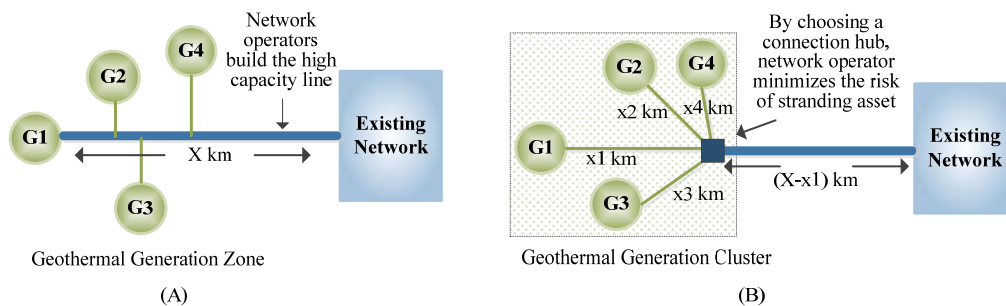 Network
operators
build the high
capacity line
G4
G2
G1
G3
X km
Existing
Network
Geothermal Generation Zone
(A)
By choosing a
connection hub,
network operator
minimizes the risk
of stranding asset
G2
G4
x2 km
x4 km
G1
x1 km
G3
x3 km
(X-x1) km
Existing
Network
Geothermal Generation Cluster
(B)